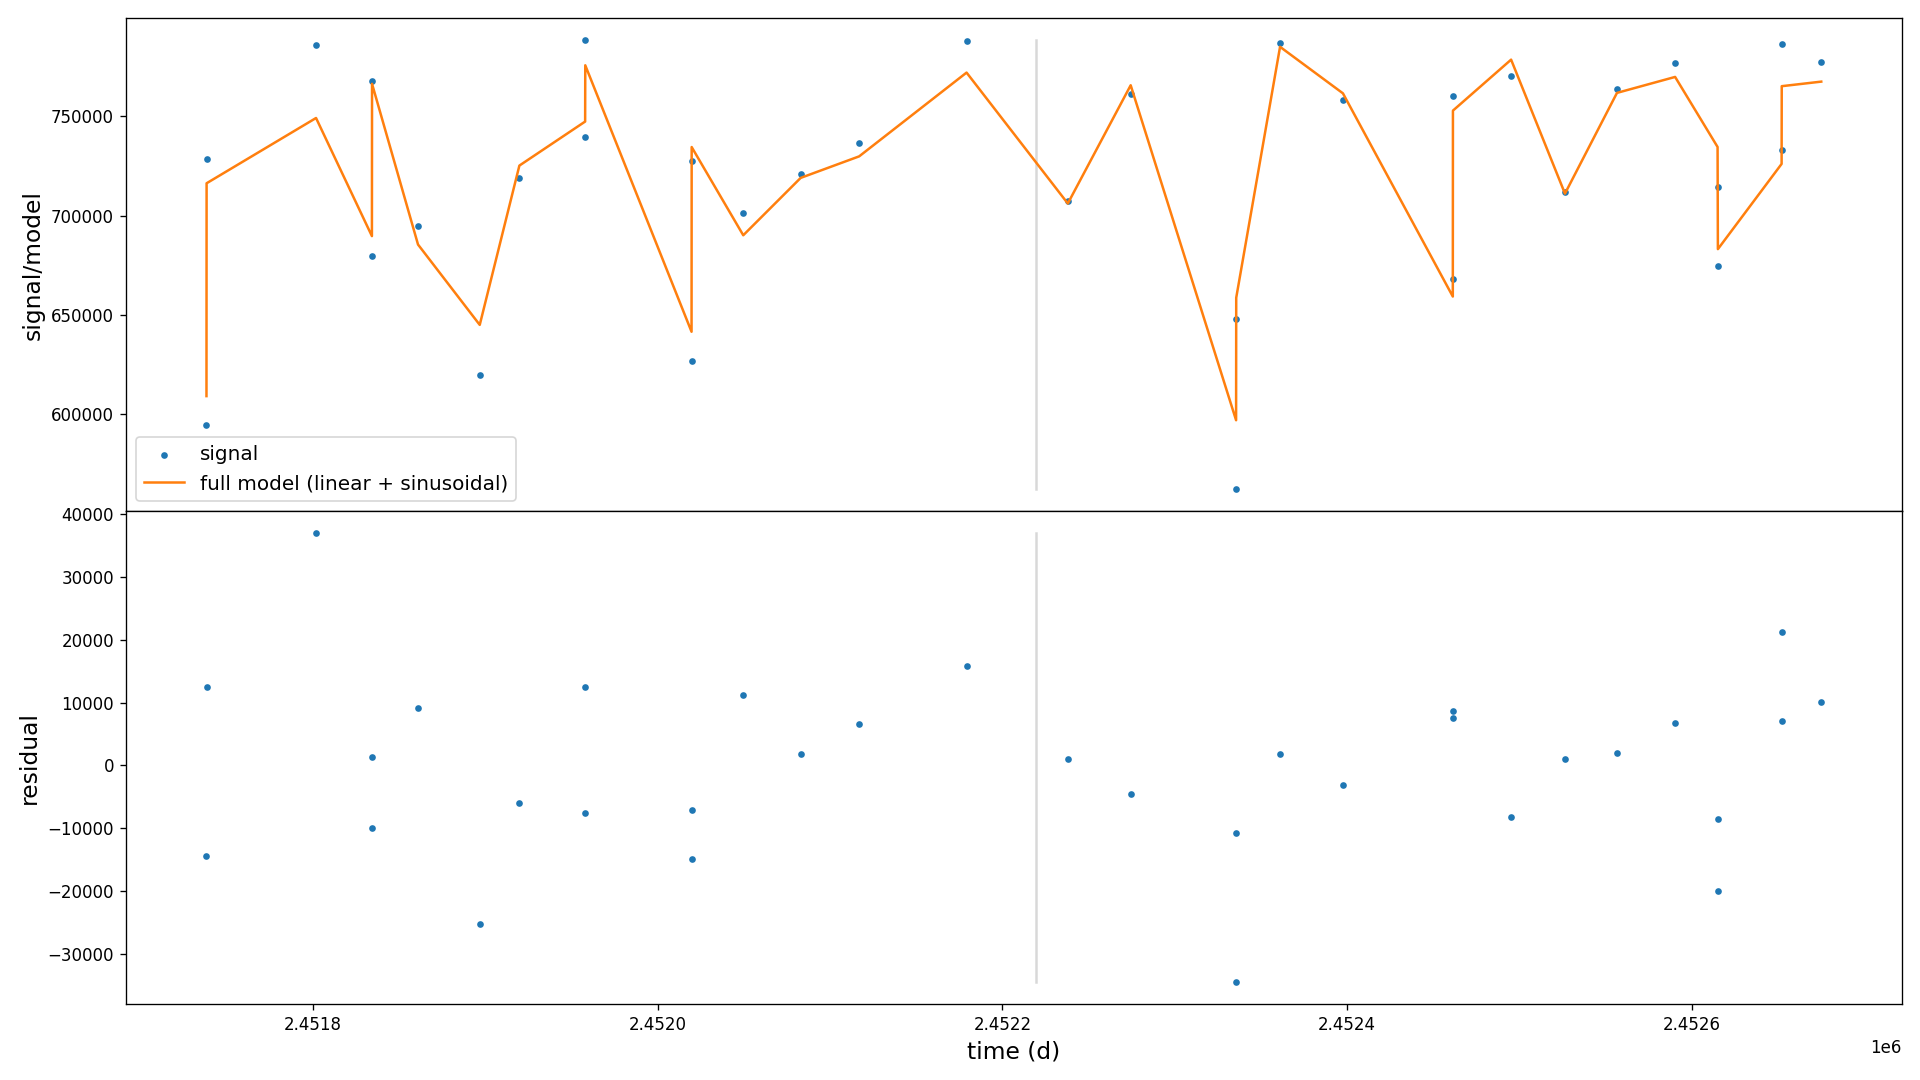 signal/model
750000
700000
650000
600000
signal
full model (linear + sinusoidal)
residual
40000
30000
20000
10000
0
−10000
−20000
−30000
2.4518
2.4520
2.4522
2.4524
2.4526
time (d)
1e6